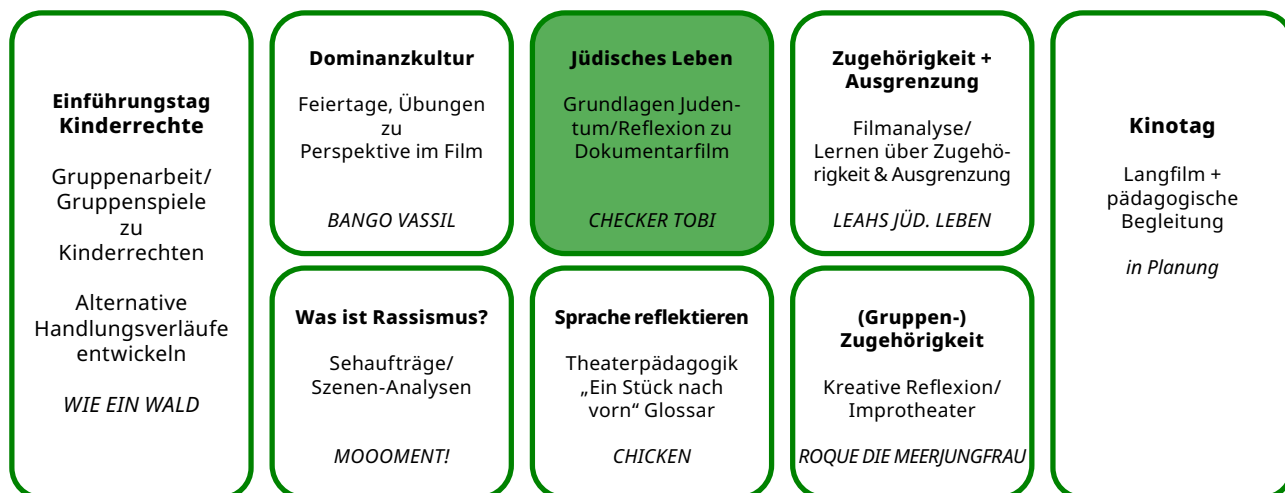 Einführungstag
Kinderrechte
Gruppenarbeit/
Gruppenspiele
zu
Kinderrechten
Alternative
Handlungsverläufe
entwickeln
WIE EIN WALD
Dominanzkultur
Feiertage, Übungen
zu
Perspektive im Film
BANGO VASSIL
Jüdisches Leben
Grundlagen Juden-
tum/Reflexion zu
Dokumentarfilm
CHECKER TOBI
Zugehörigkeit +
Ausgrenzung
Filmanalyse/
Lernen über Zugehö-
rigkeit & Ausgrenzung
LEAHS JÜD. LEBEN
Was ist Rassismus?
Sehaufträge/
Szenen-Analysen
MOOOMENT!
Sprache reflektieren
Theaterpädagogik
„Ein Stück nach
vorn“ Glossar
CHICKEN
(Gruppen-)
Zugehörigkeit
Kreative Reflexion/
Improtheater
ROQUE DIE MEERJUNGFRAU
Kinotag
Langfilm +
pädagogische
Begleitung
in Planung